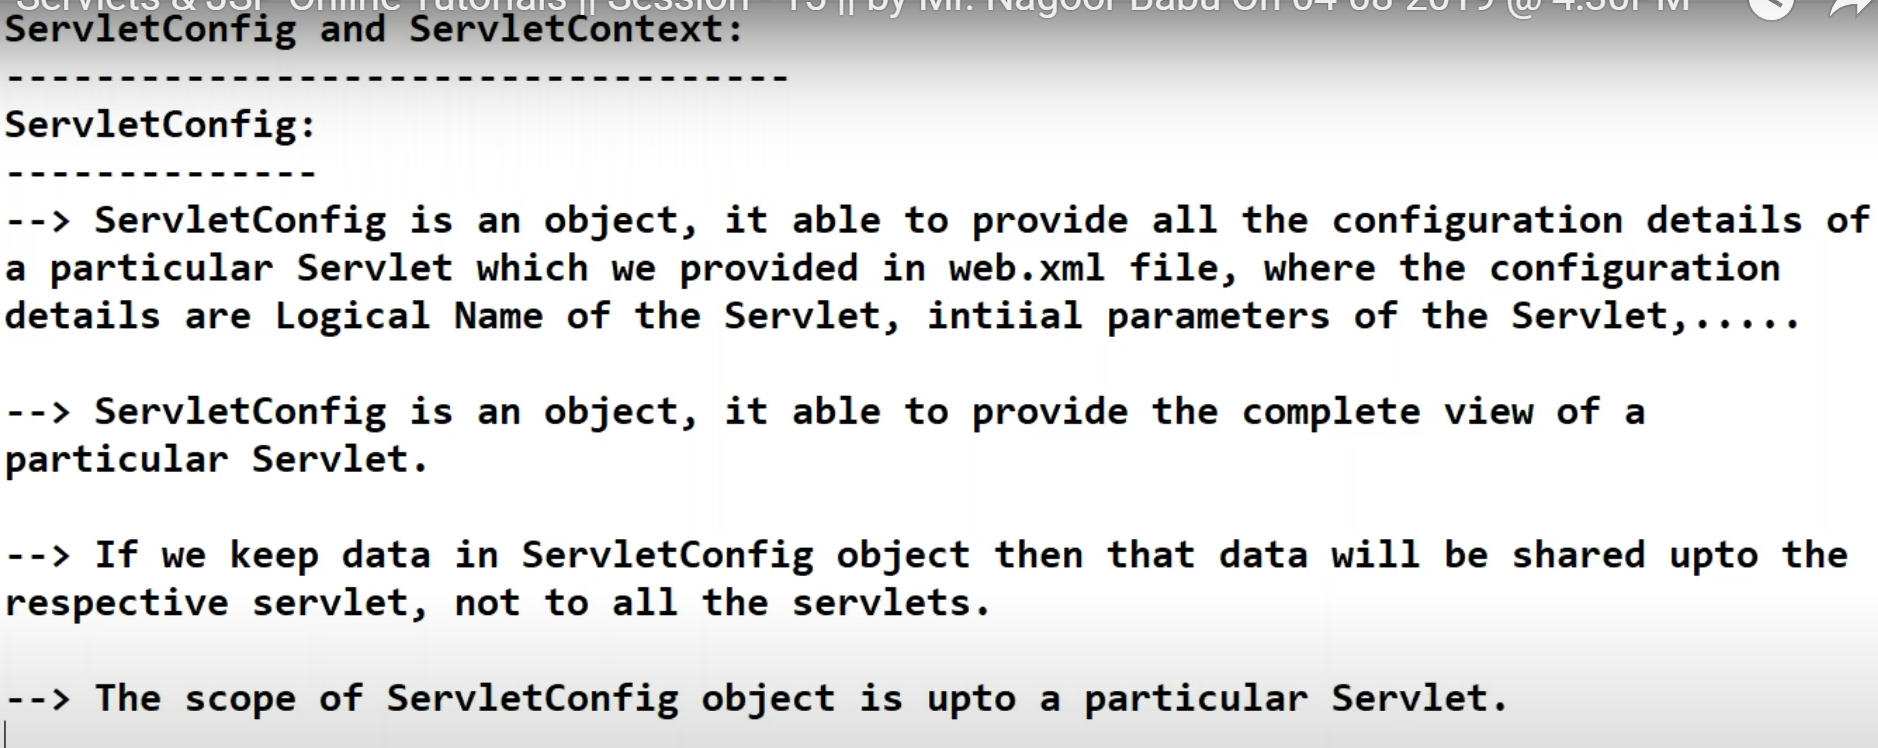 Servlets & JSP Online Tutorials || Session - 15 || by Mr. Nagoor Babu On 04-08-2019 @ 4.30PM
ServletConfig and ServletContext:
-----------------------------------
ServletConfig:
--------------
--> ServletConfig is an object, it able to provide all the configuration details of
a particular Servlet which we provided in web.xml file, where the configuration
details are Logical Name of the Servlet, intiial parameters of the Servlet,.....
--> ServletConfig is an object, it able to provide the complete view of a
particular Servlet.
--> If we keep data in ServletConfig object then that data will be shared upto the
respective servlet, not to all the servlets.
--> The scope of ServletConfig object is upto a particular Servlet.